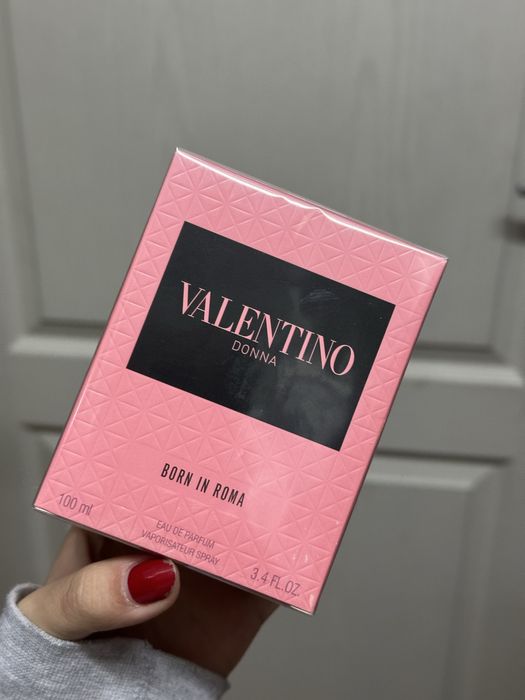 VALENTINO
DONNA
BORN IN ROMA
100 ml
EAU DE PARFUM
VAPORISATEUR SPRAY
3.4 FL.OZ